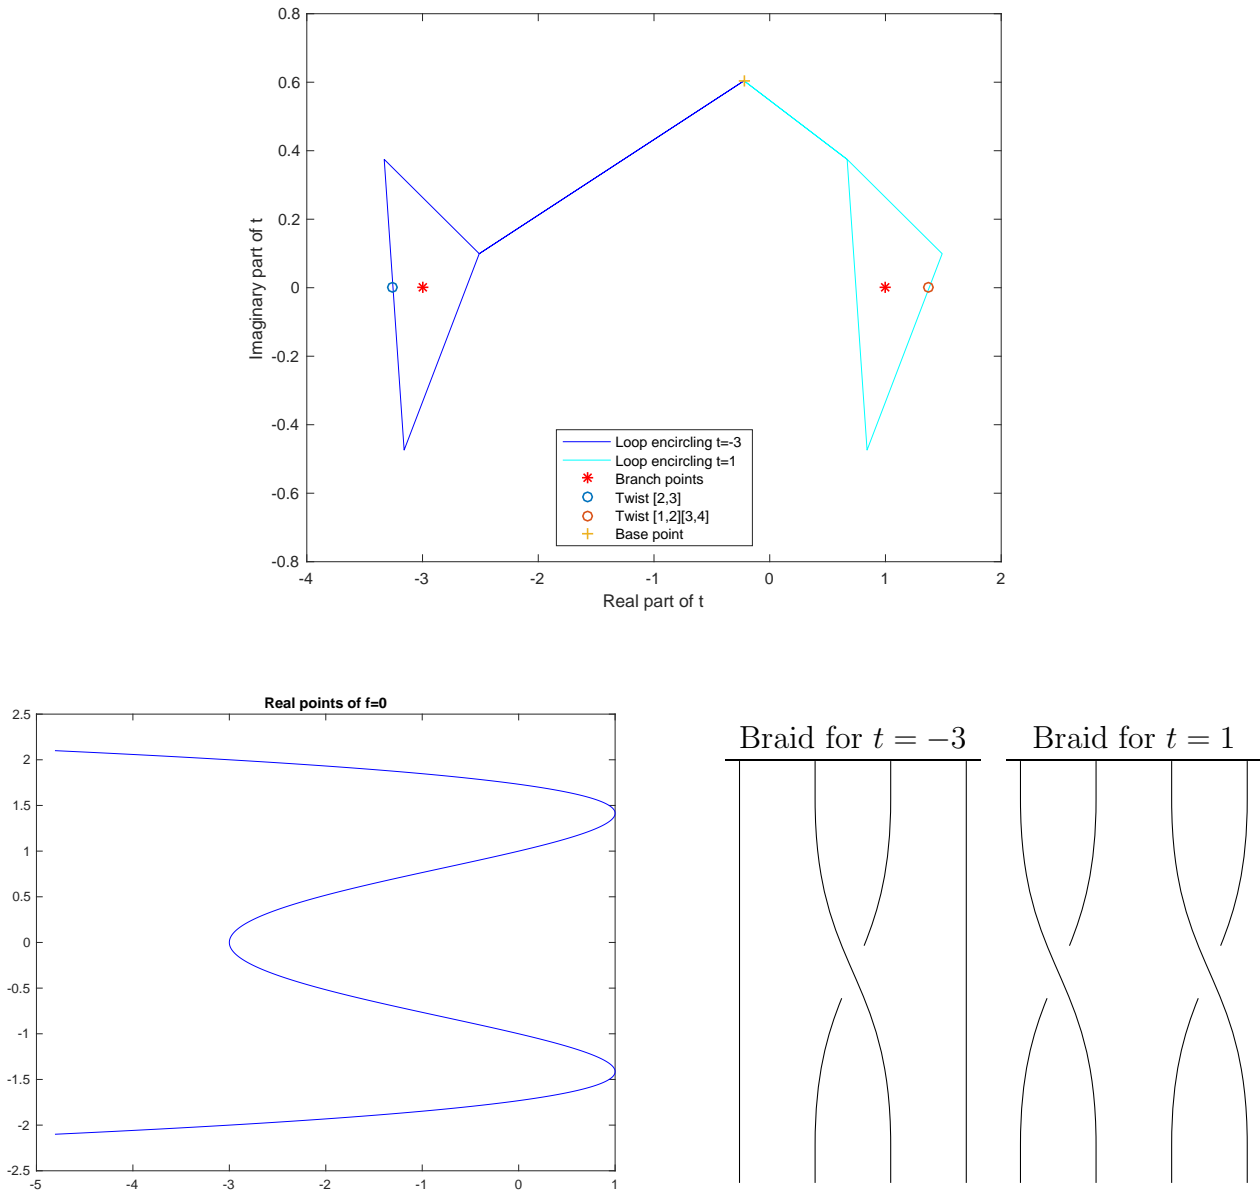 0.8
0.6
0.4
0.2
0
-0.2
-0.4
-0.6
-0.8
Imaginary part of t
Loop encircling t=-3
Loop encircling t=1
Branch points
Twist [2,3]
Twist [1,2][3,4]
Base point
-4 -3 -2 -1 0 1 2
Real part of t
Real points of f=0
2.5
2
1.5
1
0.5
0
-0.5
-1
-1.5
-2
-2.5
-5 -4 -3 -2 -1 0 1
Braid for t = −3
Braid for t = 1